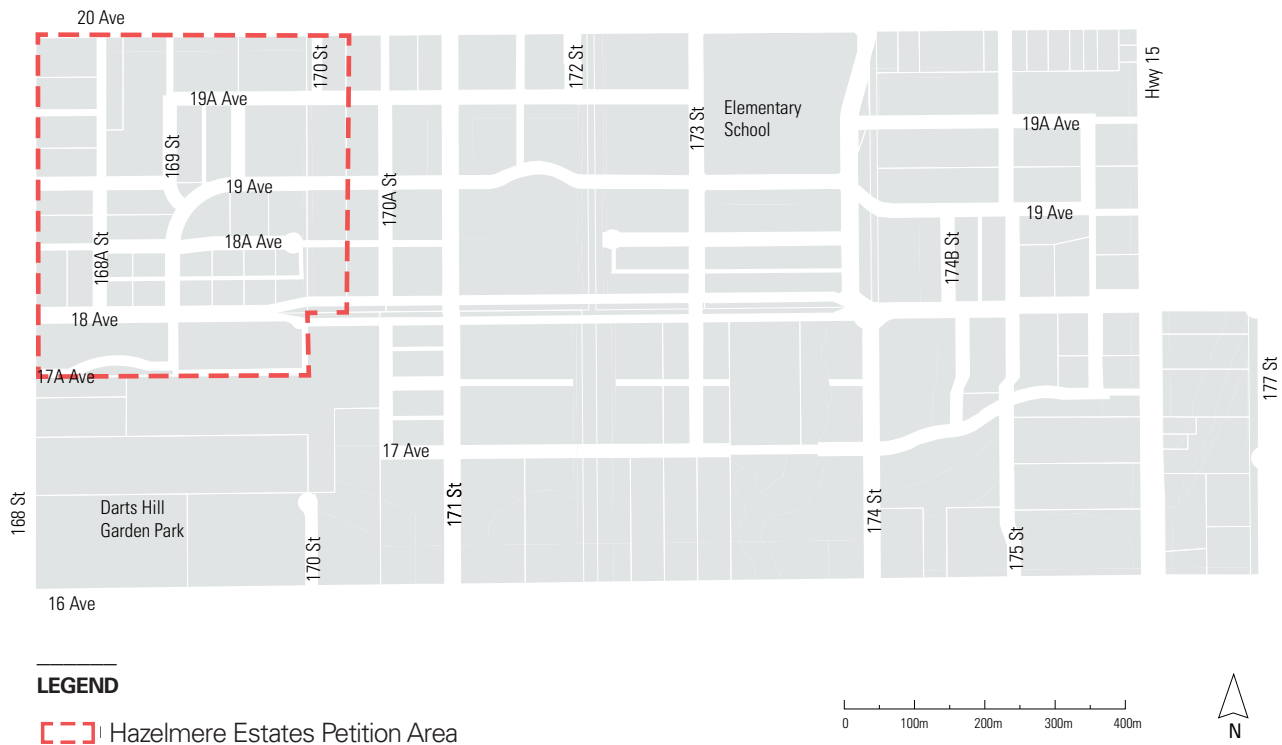 20 Ave
170 St
172 St
Hwy 15
19A Ave
Elementary
School
173 St
19A Ave
169 St
19 Ave
170A St
19 Ave
18A Ave
168A St
174B St
18 Ave
17A Ave
177 St
17 Ave
168 St
Darts Hill
Garden Park
171 St
174 St
170 St
175 St
16 Ave
LEGEND
Hazelmere Estates Petition Area
0 100m 200m 300m 400m
N